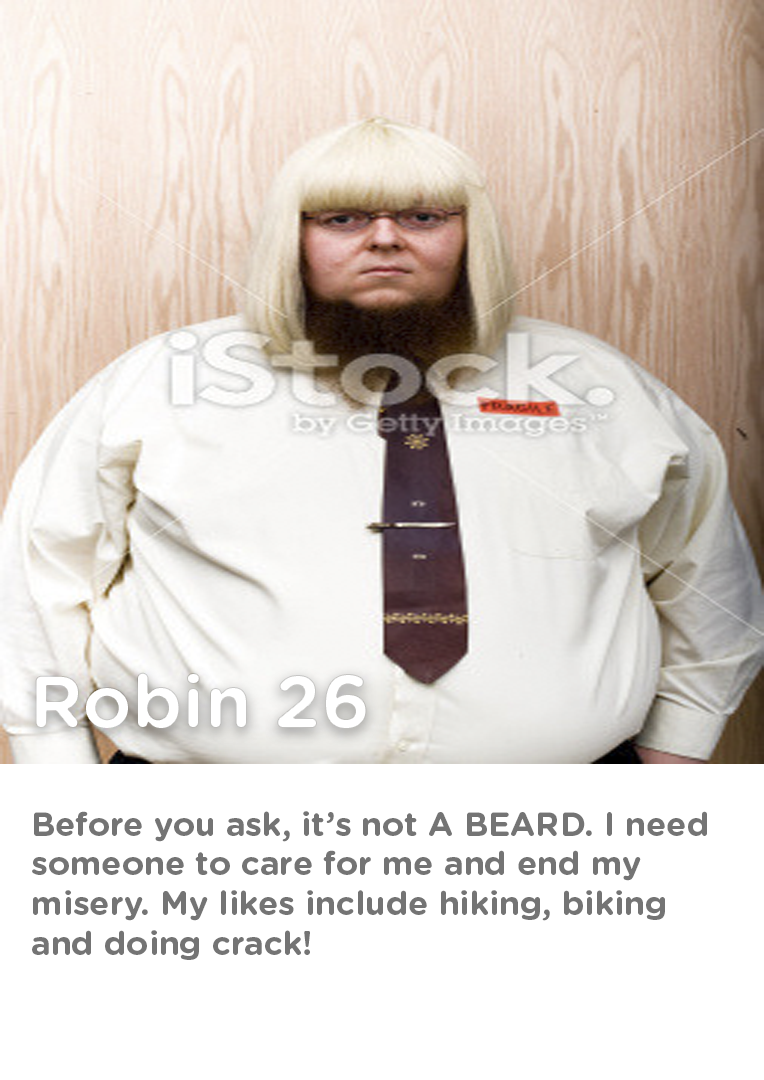 iStock.
by Getty Images™
Robin 26
Before you ask, it’s not A BEARD. I need
someone to care for me and end my
misery. My likes include hiking, biking
and doing crack!